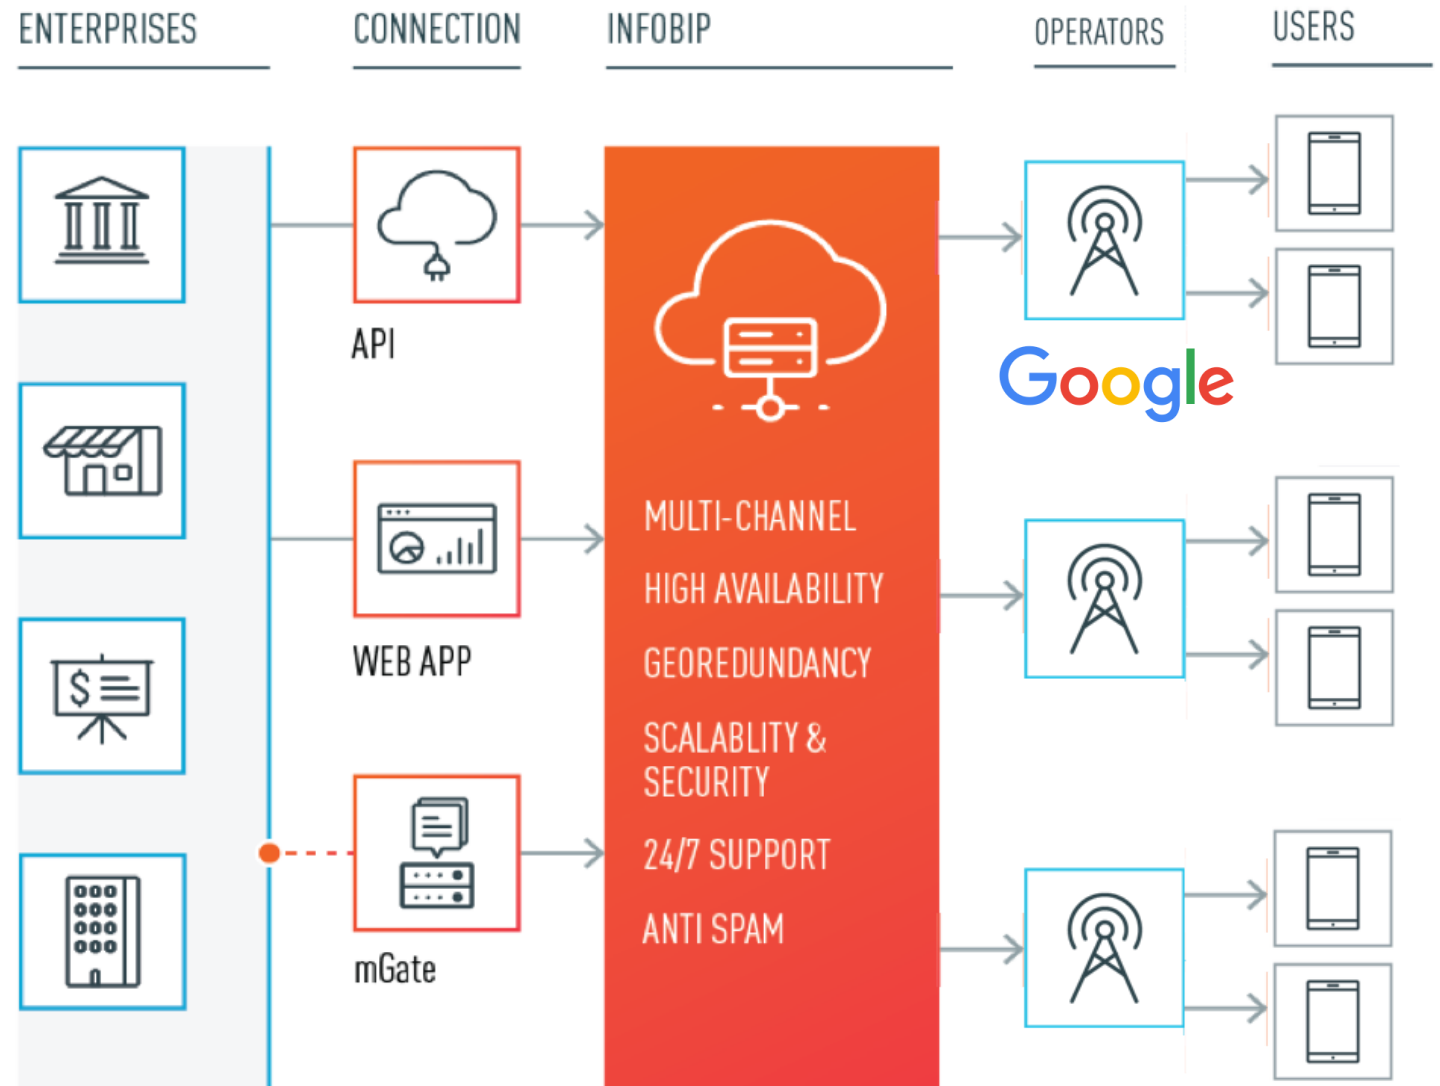 ENTERPRISES
CONNECTION
INFOBIP
OPERATORS
USERS
API
WEB APP
mGate
MULTI-CHANNEL
HIGH AVAILABILITY
GEOREDUNDANCY
SCALABLITY &
SECURITY
24/7 SUPPORT
ANTI SPAM
Google
$